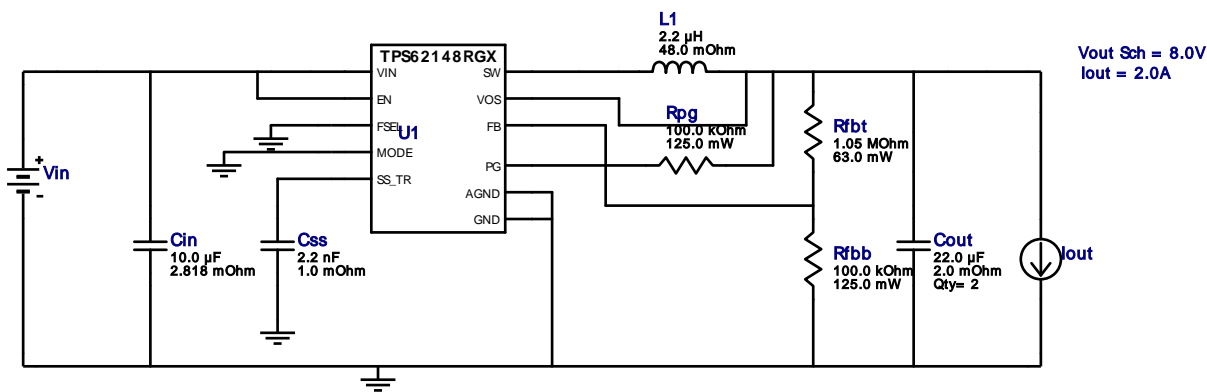 L1
2.2 µH
48.0 mOhm
Vout Sch = 8.0V
Iout = 2.0A
TPS62148RGX
VIN
SW
EN
VOS
FSEL
U1
FB
MODE
PG
SS_TR
AGND
GND
Rpg
100.0 kOhm
125.0 mW
Rfbt
1.05 MOhm
63.0 mW
+
Vin
-
Cin
10.0 µF
2.818 mOhm
Css
2.2 nF
1.0 mOhm
Rfbb
100.0 kOhm
125.0 mW
Cout
22.0 µF
2.0 mOhm
Qty= 2
Iout